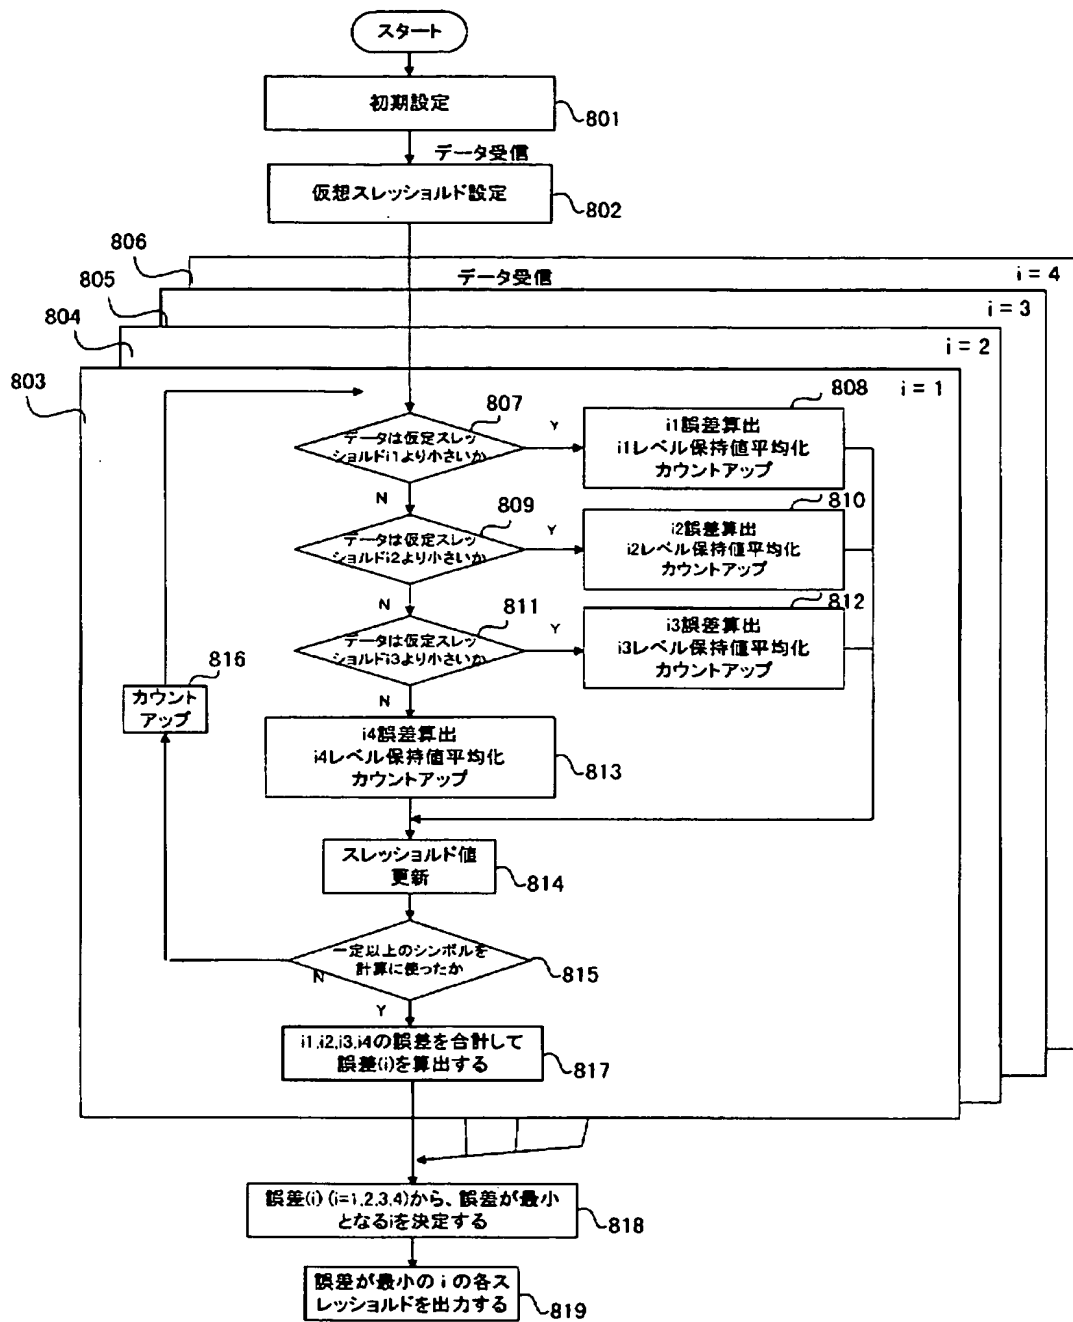 スタート
初期設定
801
データ受信
仮想スレッショルド設定
802
806
データ受信
i = 4
805
i = 3
804
i = 2
803
i = 1
807
データは仮定スレッ
ショルドi1より小さいか
Y
N
808
i1誤差算出
i1レベル保持値平均化
カウントアップ
809
データは仮定スレッ
ショルドi2より小さいか
Y
N
810
i2誤差算出
i2レベル保持値平均化
カウントアップ
811
データは仮定スレッ
ショルドi3より小さいか
Y
N
812
i3誤差算出
i3レベル保持値平均化
カウントアップ
816
カウント
アップ
i4誤差算出
i4レベル保持値平均化
カウントアップ
813
スレッショルド値
更新
814
一定以上のシンボルを
計算に使ったか
815
N
Y
i1,i2,i3,i4の誤差を合計して
誤差(i)を算出する
817
誤差(i) (i=1,2,3,4)から、誤差が最小
となるiを決定する
818
誤差が最小の i の各ス
レッショルドを出力する
819